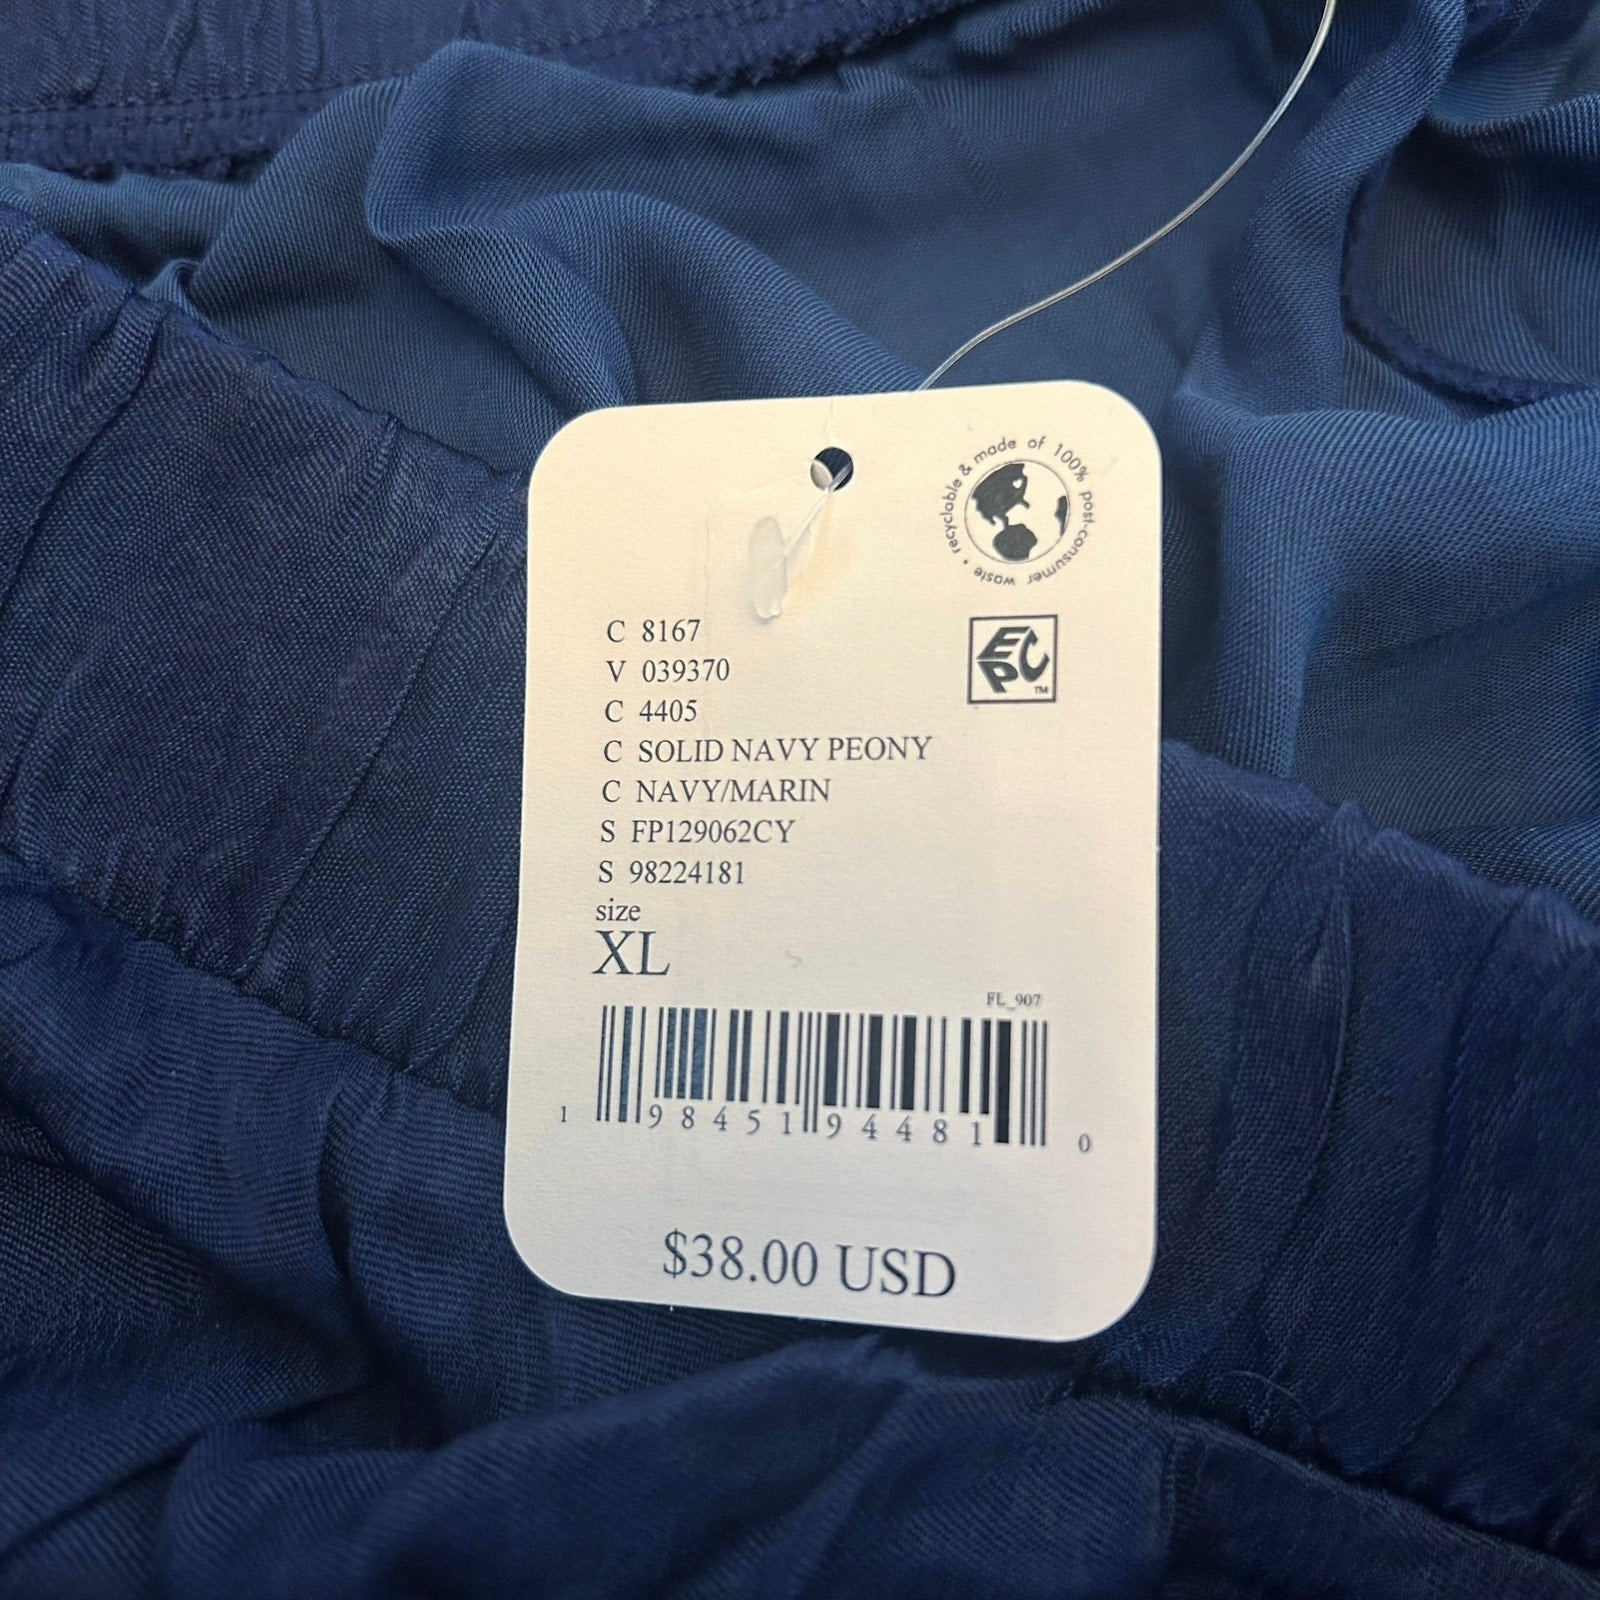 recyclable & made of 100% post-consumer waste •
EPC™
C 8167
V 039370
C 4405
C SOLID NAVY PEONY
C NAVY/MARIN
S FP129062CY
S 98224181
size
XL
FL_907
1 98451 94481 0
$38.00 USD